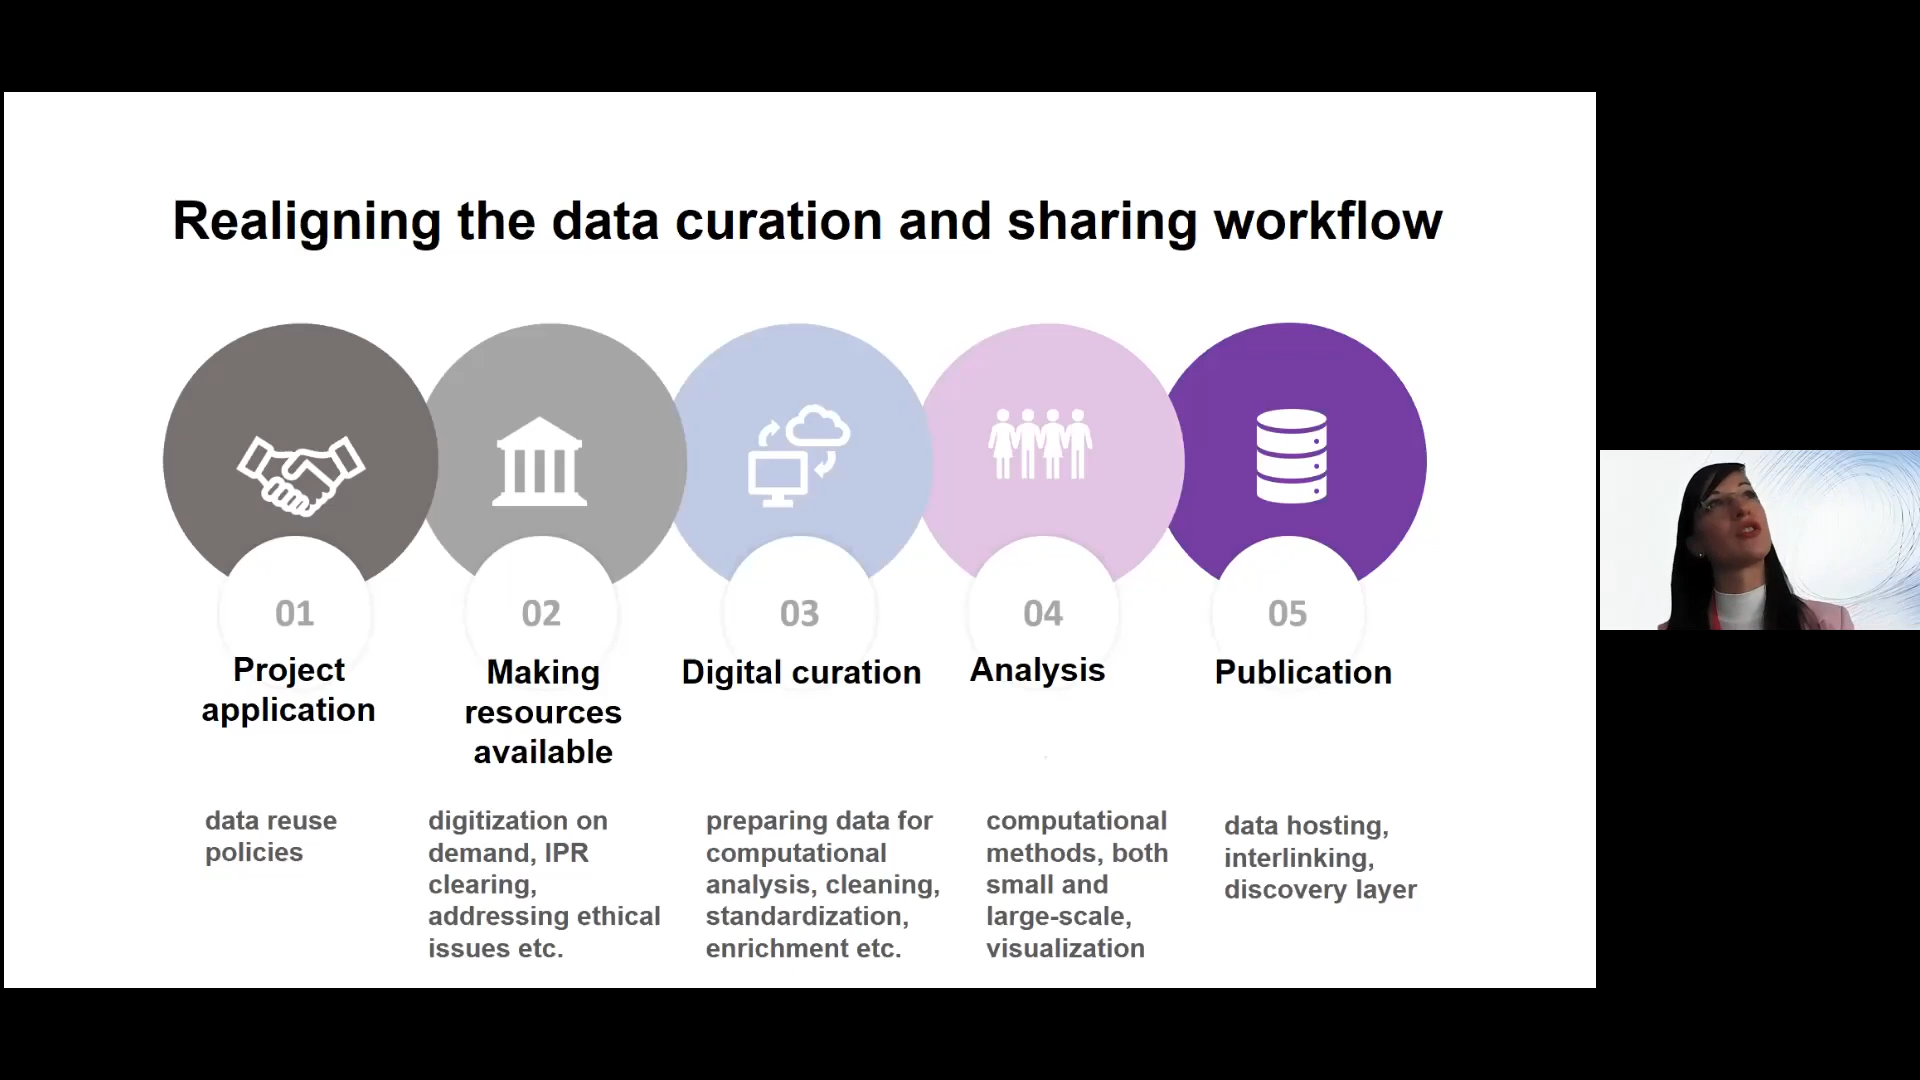 Realigning the data curation and sharing workflow
01
Project
application
data reuse
policies
02
Making
resources
available
digitization on
demand, IPR
clearing,
addressing ethical
issues etc.
03
Digital curation
preparing data for
computational
analysis, cleaning,
standardization,
enrichment etc.
04
Analysis
computational
methods, both
small and
large-scale,
visualization
05
Publication
data hosting,
interlinking,
discovery layer